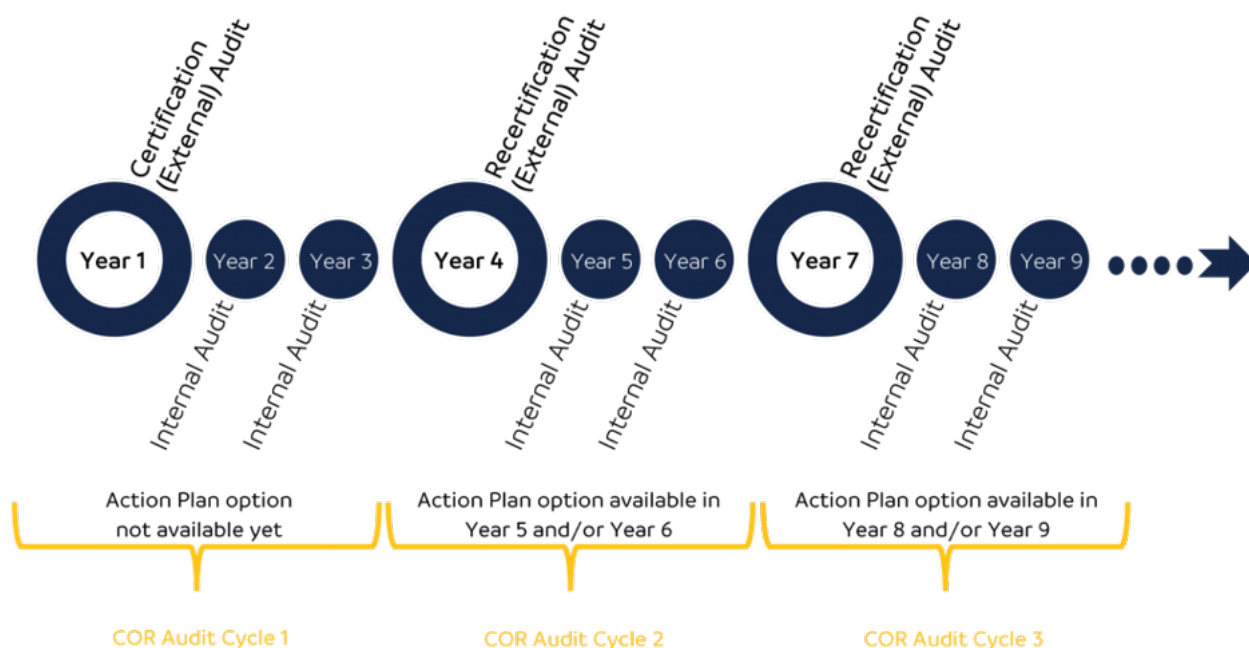 Certification
(External) Audit
Recertification
(External) Audit
Recertification
(External) Audit
Year 1
Year 2
Year 3
Year 4
Year 5
Year 6
Year 7
Year 8
Year 9
Internal Audit
Internal Audit
Internal Audit
Internal Audit
Internal Audit
Internal Audit
Action Plan option
not available yet
Action Plan option available in
Year 5 and/or Year 6
Action Plan option available in
Year 8 and/or Year 9
COR Audit Cycle 1
COR Audit Cycle 2
COR Audit Cycle 3